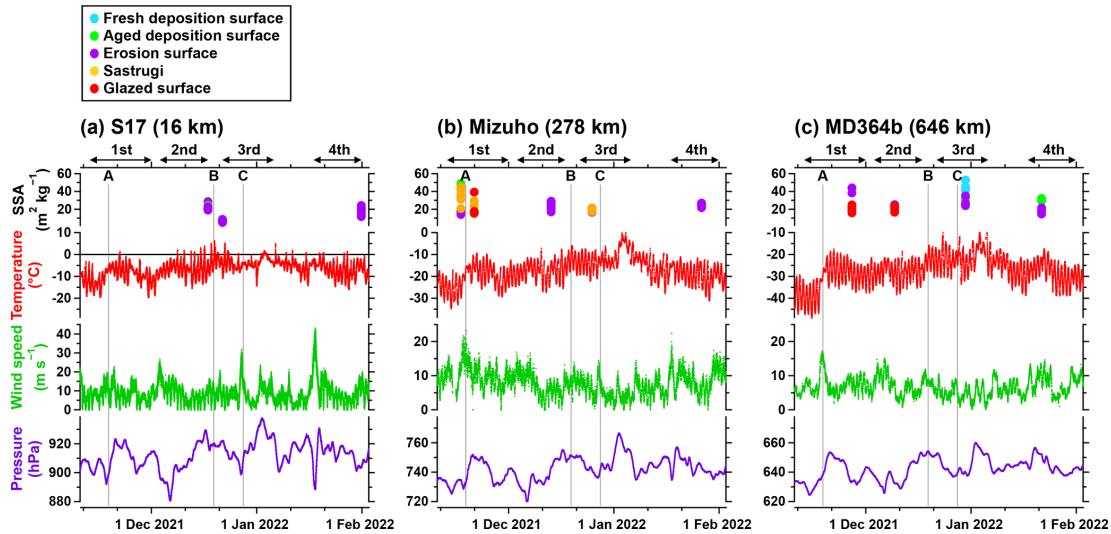 Fresh deposition surface
Aged deposition surface
Erosion surface
Sastrugi
Glazed surface
(a) S17 (16 km)
(b) Mizuho (278 km)
(c) MD364b (646 km)
1st 2nd 3rd 4th
1st 2nd 3rd 4th
1st 2nd 3rd 4th
A B C
A B C
A B C
SSA
(m² kg⁻¹)
60
40
20
60
40
20
60
40
20
Temperature
(°C)
10
0
-10
-20
0
-10
-20
-30
-40
0
-10
-20
-30
-40
Wind speed
(m s⁻¹)
40
30
20
10
0
20
10
0
20
10
0
Pressure
(hPa)
920
900
880
760
740
720
660
640
620
1 Dec 2021 1 Jan 2022 1 Feb 2022
1 Dec 2021 1 Jan 2022 1 Feb 2022
1 Dec 2021 1 Jan 2022 1 Feb 2022